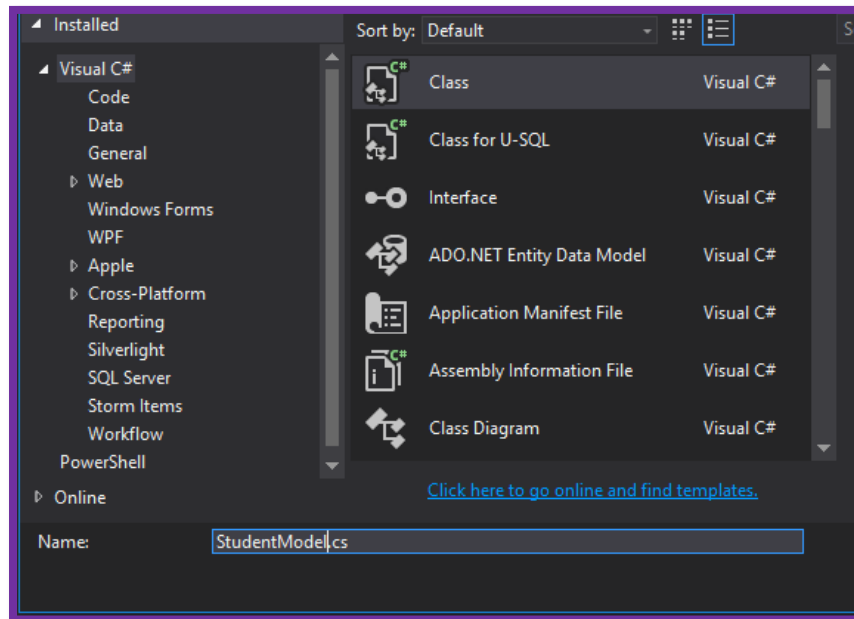 Installed
Sort by: Default
S
Visual C#
Code
Data
General
Web
Windows Forms
WPF
Apple
Cross-Platform
Reporting
Silverlight
SQL Server
Storm Items
Workflow
PowerShell
Online
C# Class Visual C#
C# Class for U-SQL Visual C#
Interface Visual C#
ADO.NET Entity Data Model Visual C#
Application Manifest File Visual C#
C# Assembly Information File Visual C#
Class Diagram Visual C#
Click here to go online and find templates.
Name: StudentModel.cs